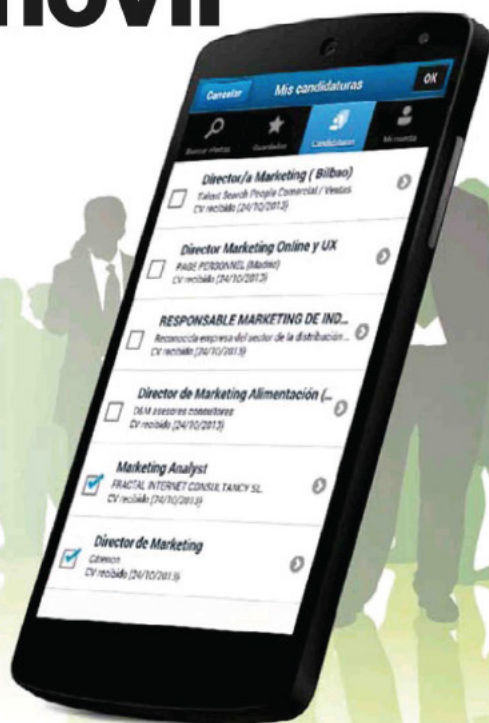 móvil
Cancelar
Mis candidaturas
OK
Buscar ofertas
Guardadas
Candidaturas
Mi cuenta
Director/a Marketing ( Bilbao)
Talent Search People Comercial / Ventas
CV recibido (24/10/2013)
Director Marketing Online y UX
PAGE PERSONNEL (Madrid)
CV recibido (24/10/2013)
RESPONSABLE MARKETING DE IND...
Reconocida empresa del sector de la distribución ...
CV recibido (24/10/2013)
Director de Marketing Alimentación (...
D&M asesores consultores
CV recibido (24/10/2013)
Marketing Analyst
FRACTAL INTERNET CONSULTANCY SL.
CV recibido (24/10/2013)
Director de Marketing
CV recibido (24/10/2013)